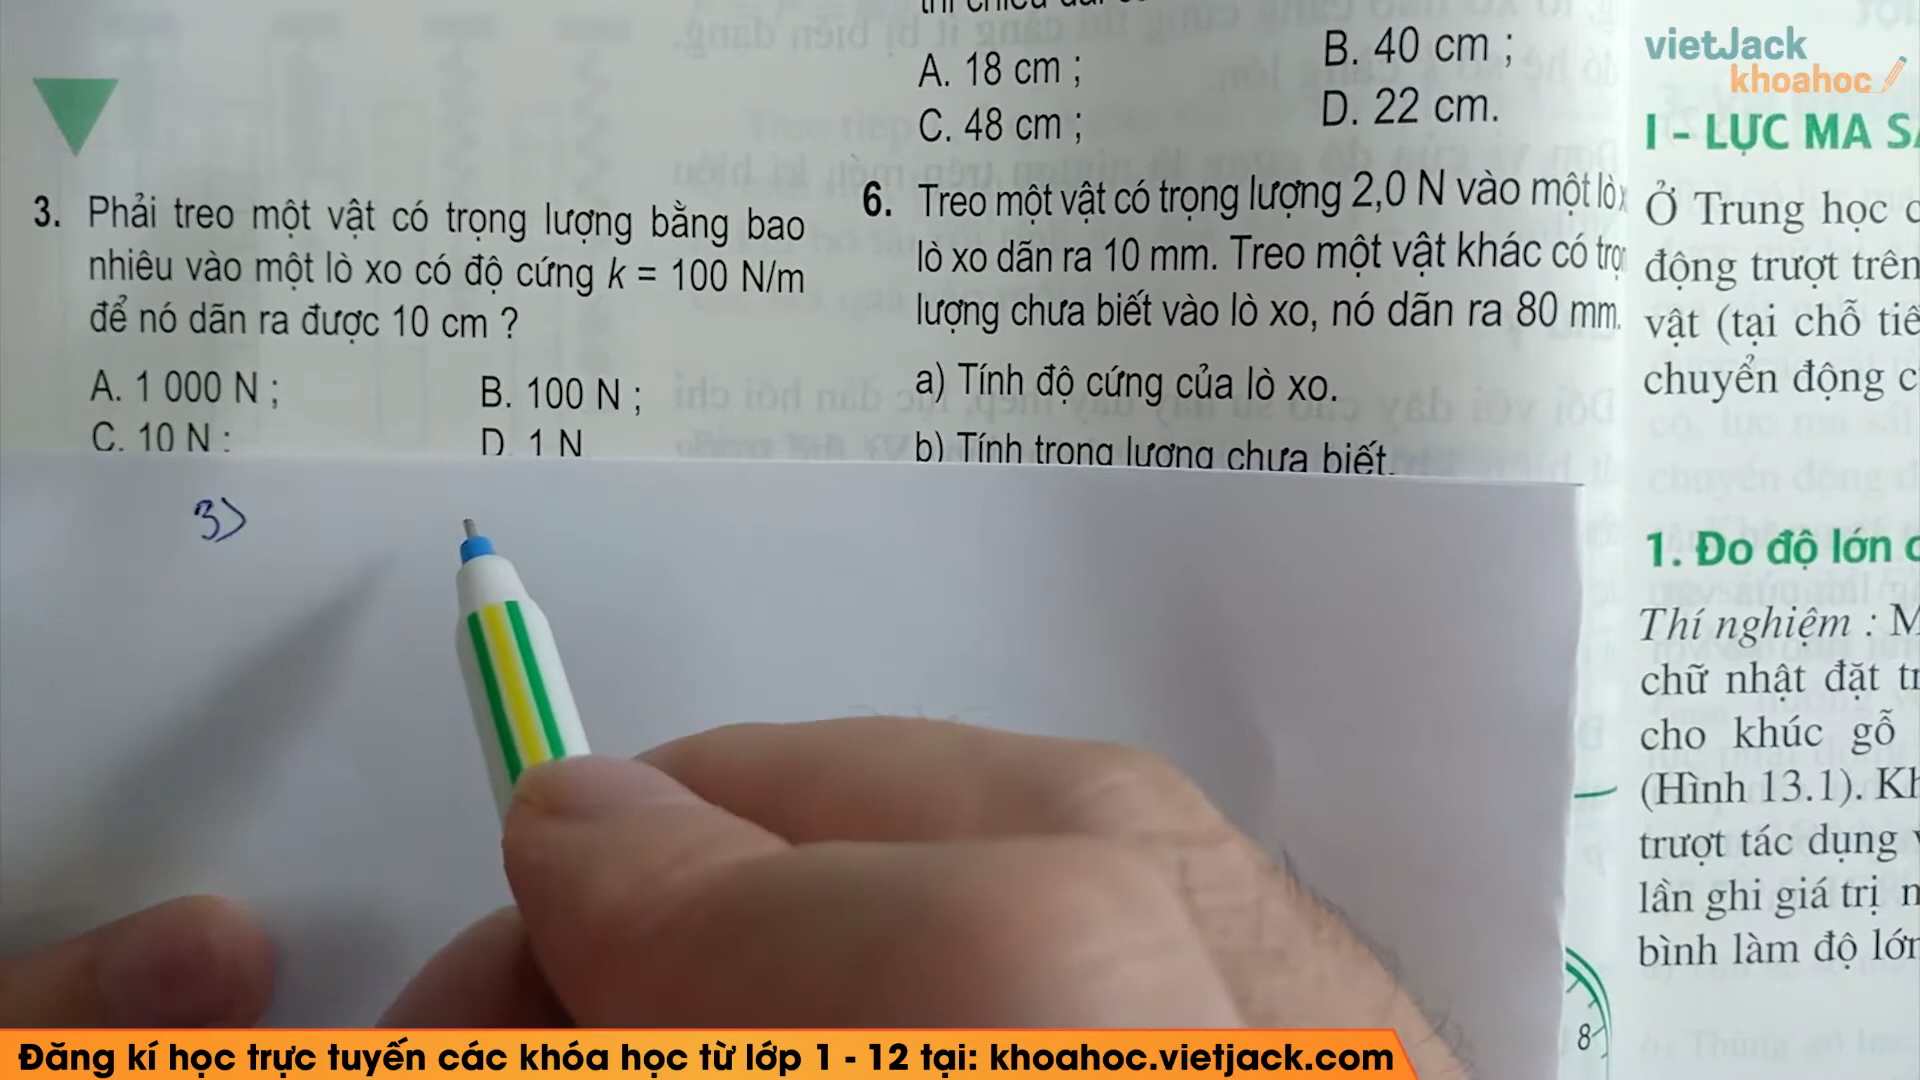 A. 18 cm ;
B. 40 cm ;
C. 48 cm ;
D. 22 cm.
3. Phải treo một vật có trọng lượng bằng bao
nhiêu vào một lò xo có độ cứng k = 100 N/m
để nó dãn ra được 10 cm ?
A. 1 000 N ;
B. 100 N ;
C. 10 N ;
D. 1 N
6. Treo một vật có trọng lượng 2,0 N vào một lò
lò xo dãn ra 10 mm. Treo một vật khác có
lượng chưa biết vào lò xo, nó dãn ra 80 mm.
a) Tính độ cứng của lò xo.
b) Tính trọng lượng chưa biết.
3)
vietJack
khoahoc
I - LỰC MA
Ở Trung học
động trượt trên
vật (tại chỗ
chuyển động
1. Đo độ lớn
Thí nghiệm :
chữ nhật đặt
cho khúc gỗ
(Hình 13.1).
trượt tác dụng
lần ghi giá trị
bình làm độ
8
Đăng kí học trực tuyến các khóa học từ lớp 1 - 12 tại: khoahoc.vietjack.com